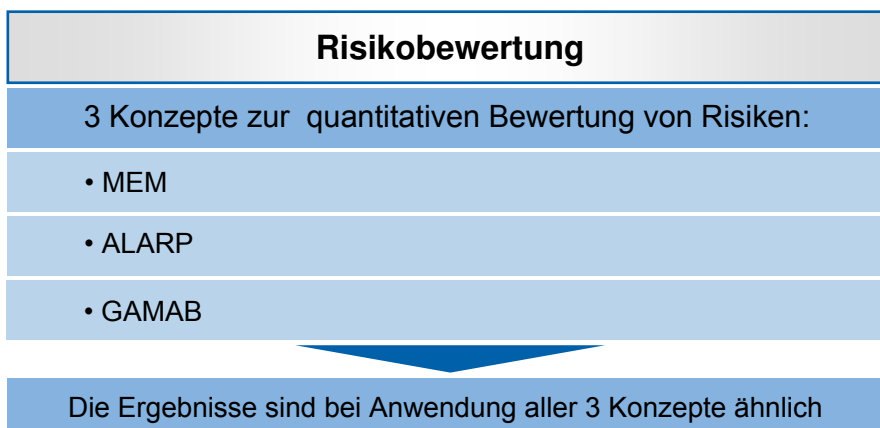 Risikobewertung
3 Konzepte zur quantitativen Bewertung von Risiken:
• MEM
• ALARP
• GAMAB
Die Ergebnisse sind bei Anwendung aller 3 Konzepte ähnlich